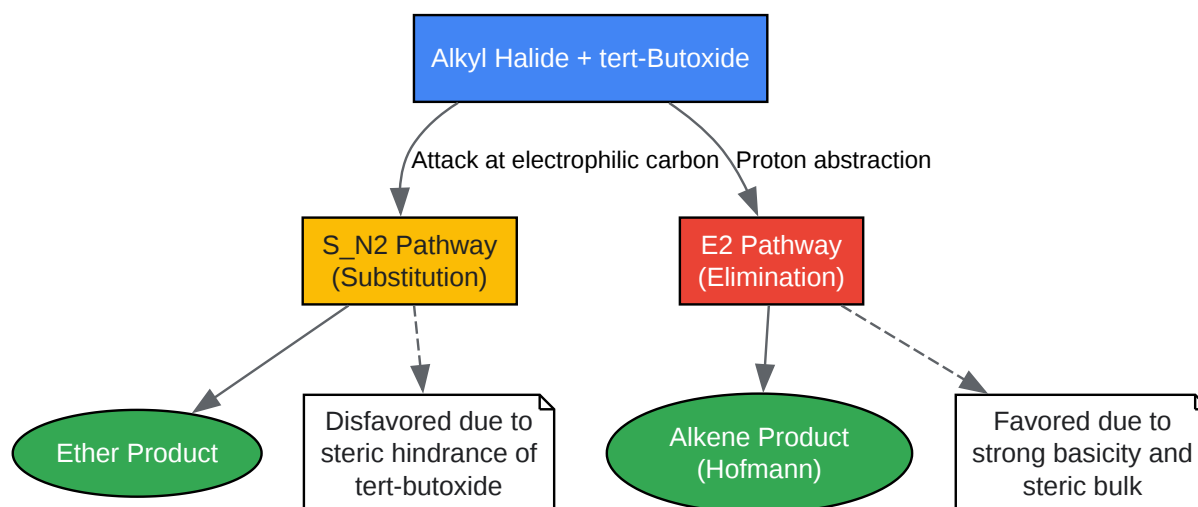 Alkyl Halide + tert-Butoxide
Attack at electrophilic carbon
Proton abstraction
S_N2 Pathway
(Substitution)
E2 Pathway
(Elimination)
Ether Product
Disfavored due to
steric hindrance of
tert-butoxide
Alkene Product
(Hofmann)
Favored due to
strong basicity and
steric bulk